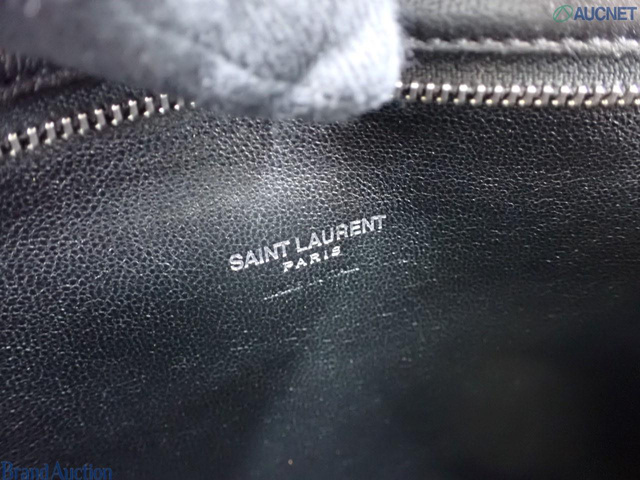 AUCNET
SAINT LAURENT
PARIS
Brand Auction